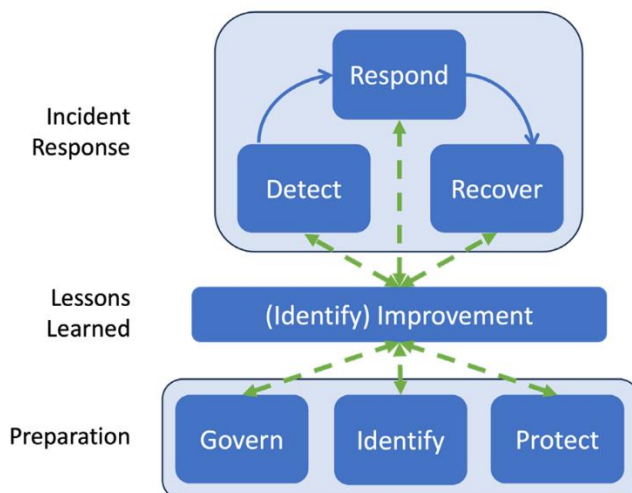 Incident
Response
Respond
Detect
Recover
Lessons
Learned
(Identify) Improvement
Preparation
Govern
Identify
Protect